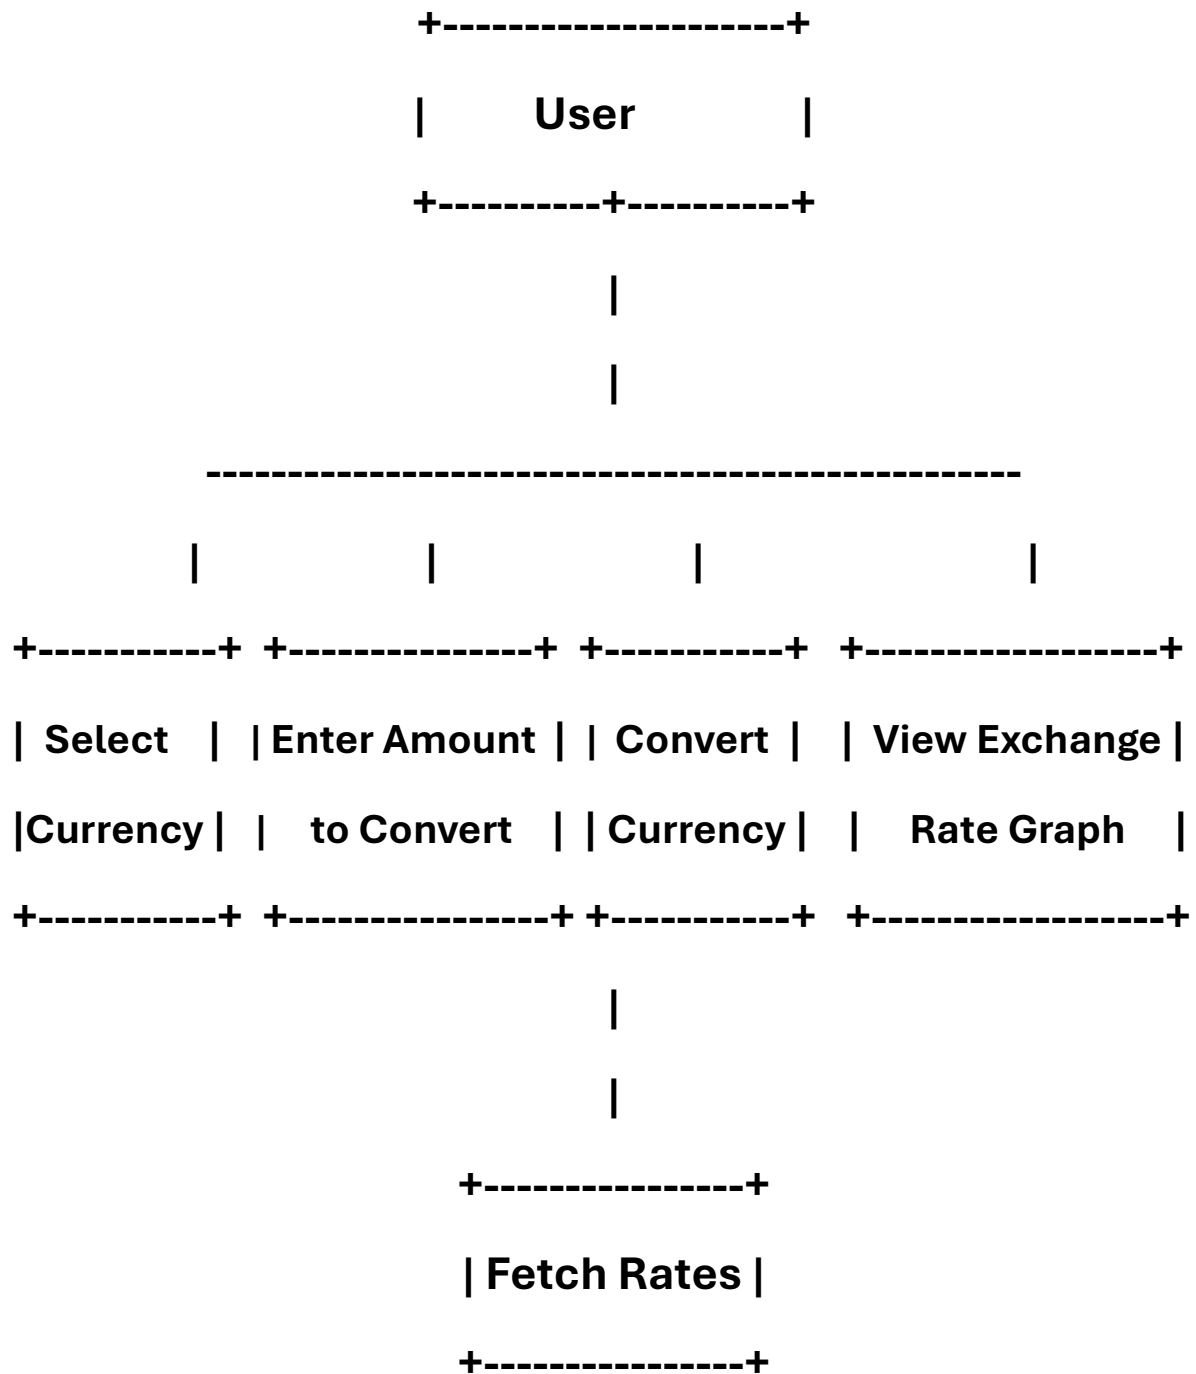 +---------------------+
| User |
+----------+----------+
|
|
--------------------------------------------------
| | | |
+-----------+ +---------------+ +-----------+ +------------------+
| Select | | Enter Amount | | Convert | | View Exchange |
|Currency | | to Convert | | Currency | | Rate Graph |
+-----------+ +----------------+ +-----------+ +------------------+
|
|
+----------------+
| Fetch Rates |
+----------------+